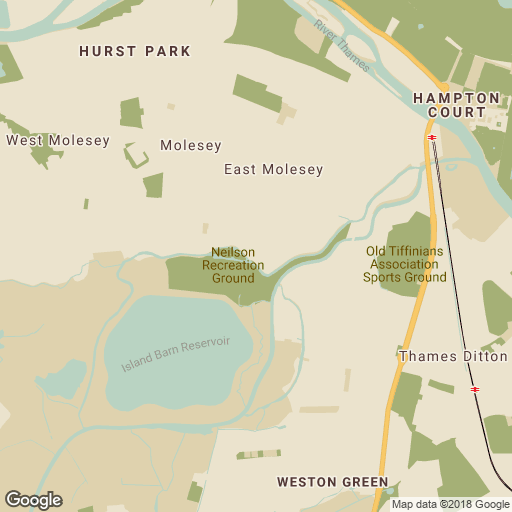 River Thames
HURST PARK
HAMPTON
COURT
West Molesey
Molesey
East Molesey
Neilson
Recreation
Ground
Old Tiffinians
Association
Sports Ground
Island Barn Reservoir
Thames Ditton
WESTON GREEN
Google
Map data ©2018 Google